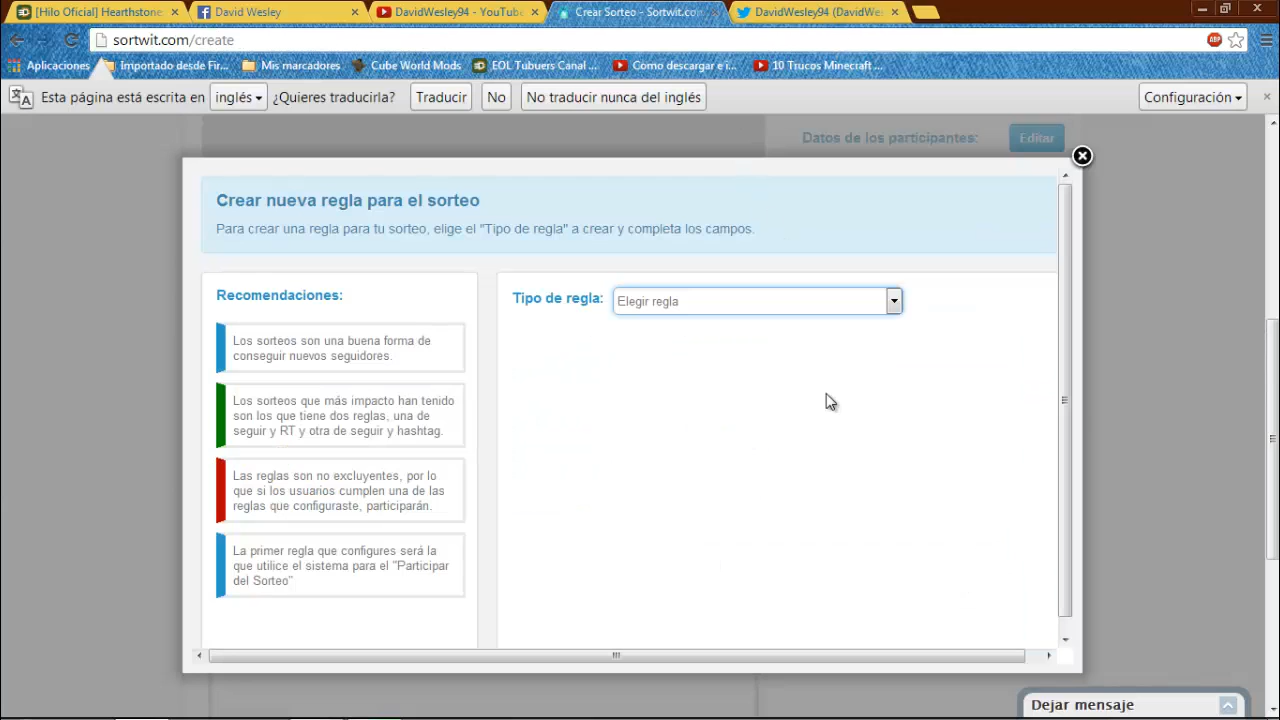 [Hilo Oficial] Hearthstone
David Wesley
DavidWesley94 - YouTube
Crear Sorteo - Sortwit.com
DavidWesley94 (DavidWes
sortwit.com/create
ABP
Aplicaciones
Importado desde Fir...
Mis marcadores
Cube World Mods
EOL Tubuers Canal ...
Como descargar e i...
10 Trucos Minecraft ...
Esta página está escrita en inglés ¿Quieres traducirla? Traducir No No traducir nunca del inglés Configuración
Datos de los participantes: Editar
Crear nueva regla para el sorteo
Para crear una regla para tu sorteo, elige el "Tipo de regla" a crear y completa los campos.
Recomendaciones:
Los sorteos son una buena forma de
conseguir nuevos seguidores.
Los sorteos que más impacto han tenido
son los que tiene dos reglas, una de
seguir y RT y otra de seguir y hashtag.
Las reglas son no excluyentes, por lo
que si los usuarios cumplen una de las
reglas que configuraste, participarán.
La primer regla que configures será la
que utilice el sistema para el "Participar
del Sorteo"
Tipo de regla: Elegir regla
Dejar mensaje